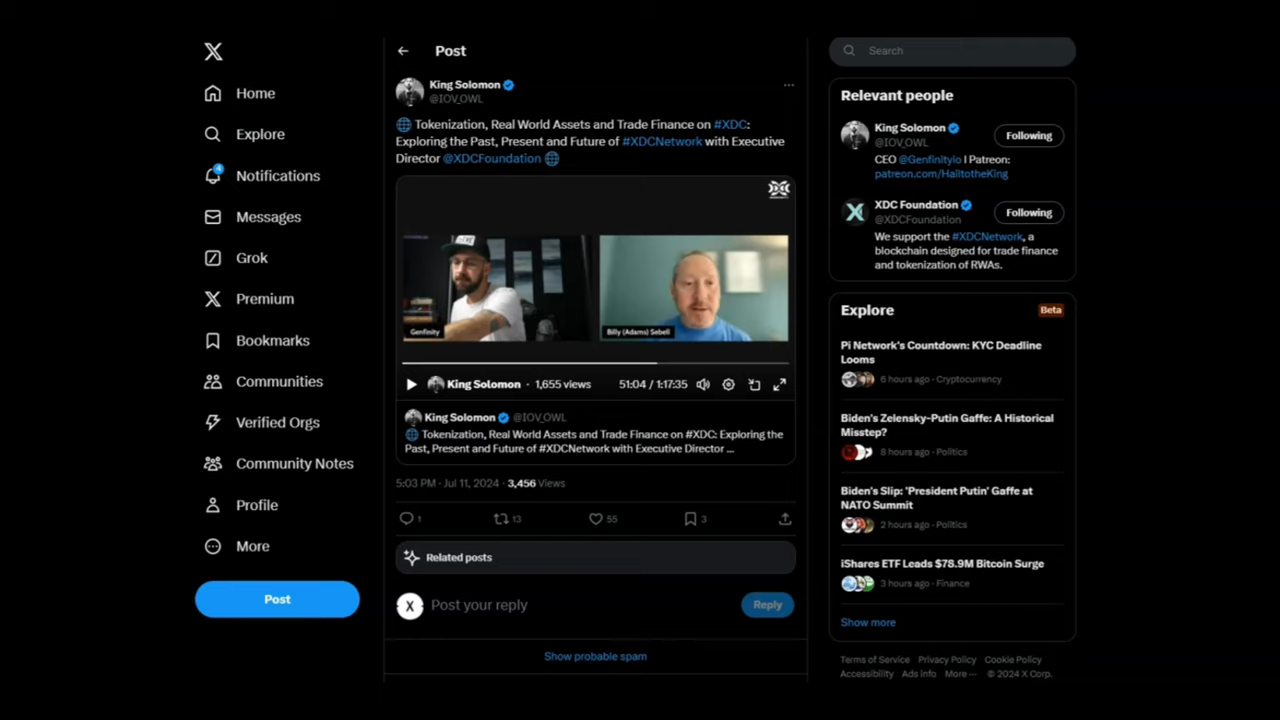 Home
Explore
4
Notifications
Messages
Grok
Premium
Bookmarks
Communities
Verified Orgs
Community Notes
Profile
More
Post
Post
King Solomon
@IOV_OWL
Tokenization, Real World Assets and Trade Finance on #XDC:
Exploring the Past, Present and Future of #XDCNetwork with Executive
Director @XDCFoundation
Genfinity
Billy (Adams) Sebell
King Solomon · 1,655 views 51:04 / 1:17:35
King Solomon @IOV_OWL
Tokenization, Real World Assets and Trade Finance on #XDC: Exploring the
Past, Present and Future of #XDCNetwork with Executive Director ...
5:03 PM · Jul 11, 2024 · 3,456 Views
1 13 55 3
Related posts
X Post your reply Reply
Show probable spam
Search
Relevant people
King Solomon
@IOV_OWL
Following
CEO @GenfinityIo | Patreon:
patreon.com/HailtotheKing
XDC Foundation
@XDCFoundation
Following
We support the #XDCNetwork, a
blockchain designed for trade finance
and tokenization of RWAs.
Explore Beta
Pi Network's Countdown: KYC Deadline
Looms
6 hours ago · Cryptocurrency
Biden's Zelensky-Putin Gaffe: A Historical
Misstep?
8 hours ago · Politics
Biden's Slip: 'President Putin' Gaffe at
NATO Summit
2 hours ago · Politics
iShares ETF Leads $78.9M Bitcoin Surge
3 hours ago · Finance
Show more
Terms of Service Privacy Policy Cookie Policy
Accessibility Ads info More ··· © 2024 X Corp.